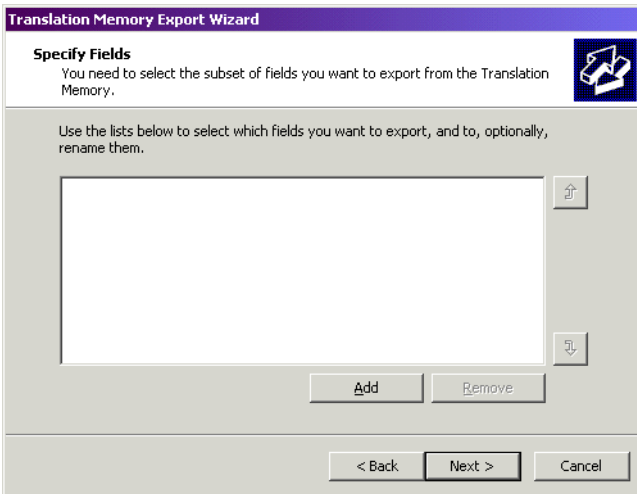 Translation Memory Export Wizard
Specify Fields
You need to select the subset of fields you want to export from the Translation
Memory.
Use the lists below to select which fields you want to export, and to, optionally,
rename them.
Add
Remove
< Back
Next >
Cancel